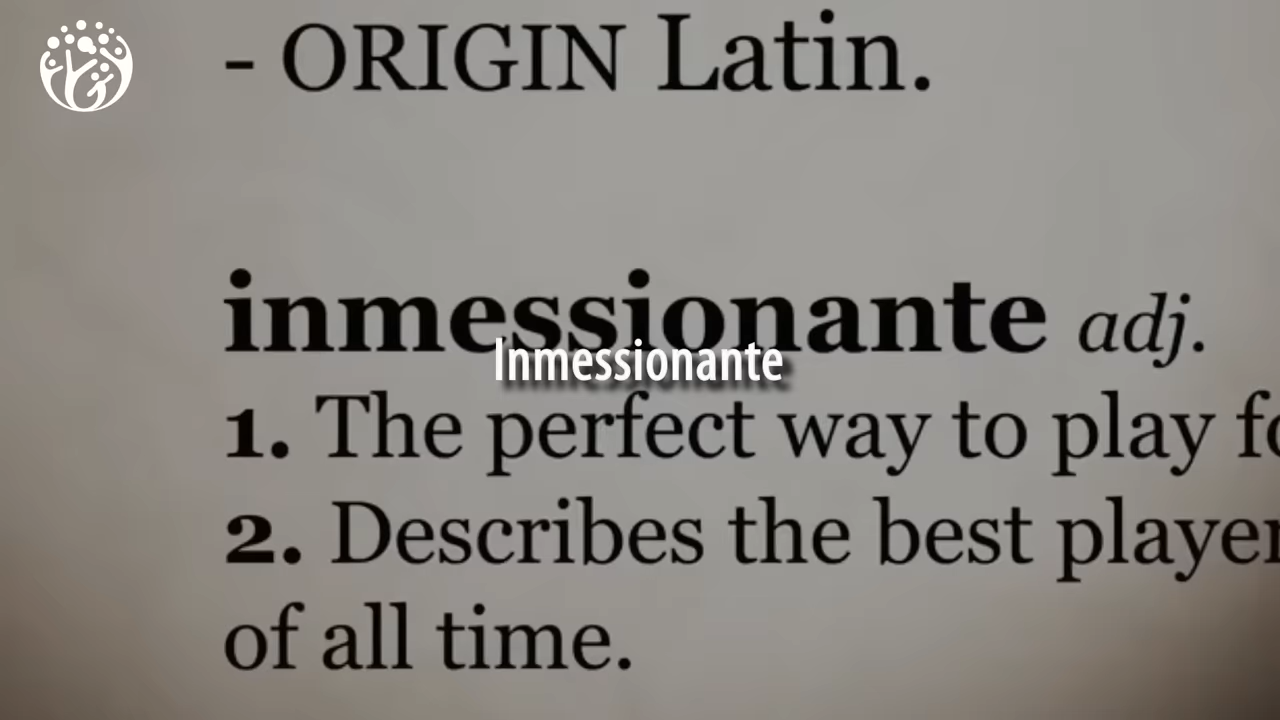 - ORIGIN Latin.
inmessionante adj.
Inmessionante
1. The perfect way to play
2. Describes the best player
of all time.